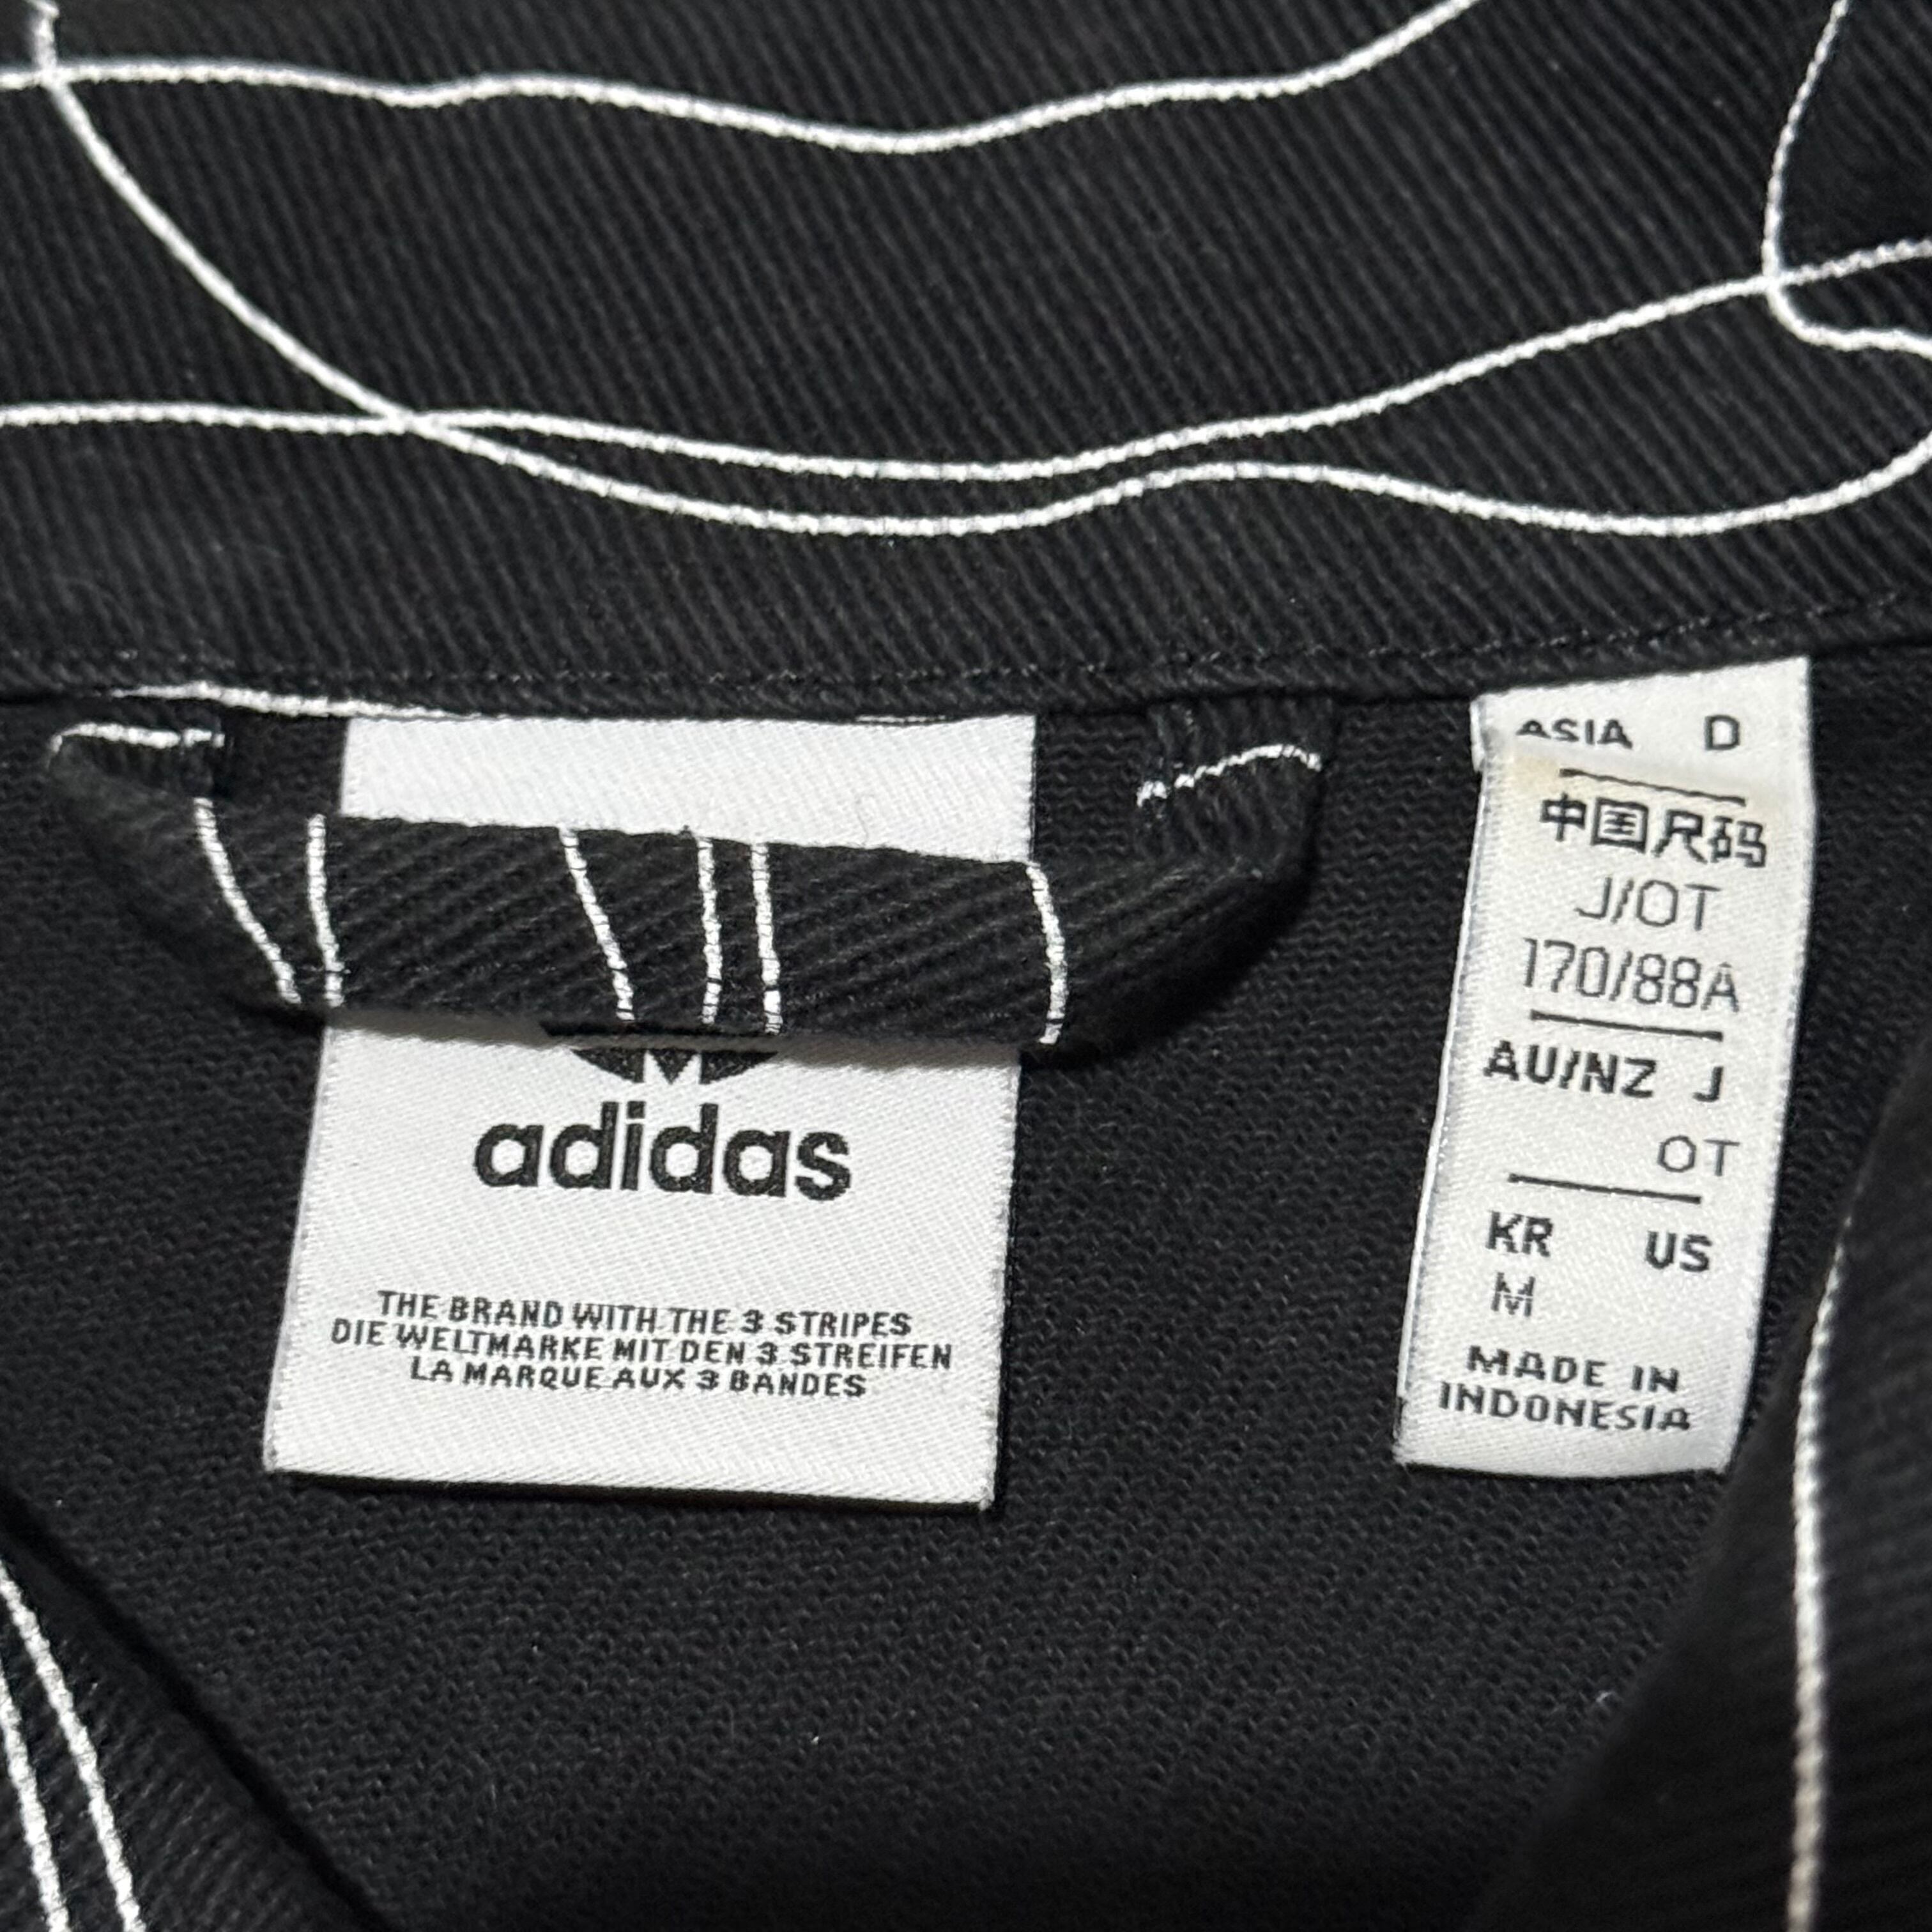 adidas
THE BRAND WITH THE 3 STRIPES
DIE WELTMARKE MIT DEN 3 STREIFEN
LA MARQUE AUX 3 BANDES
ASIA D
中国尺码
J/OT
170/88A
AU/NZ J
OT
KR US
M
MADE IN
INDONESIA